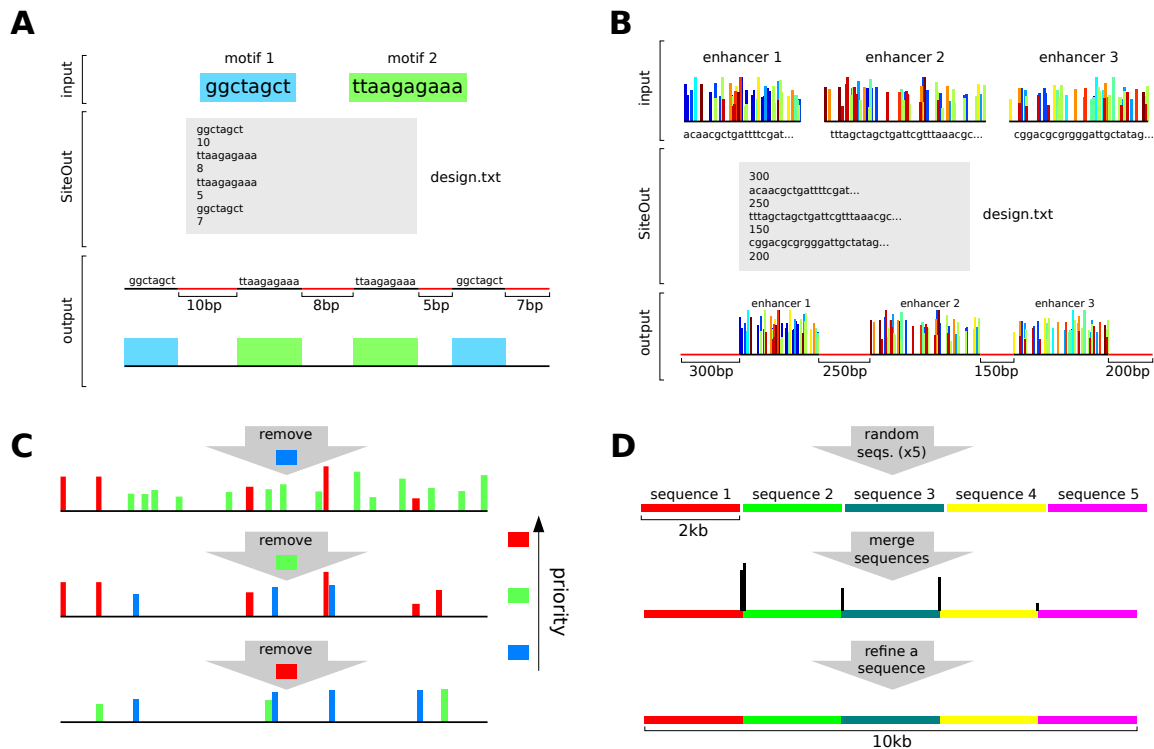 A
input
motif 1
motif 2
ggctagct
ttaagagaaa
SiteOut
ggctagct
10
ttaagagaaa
8
ttaagagaaa
5
ggctagct
7
design.txt
output
ggctagct
ttaagagaaa
ttaagagaaa
ggctagct
10bp
8bp
5bp
7bp
B
input
enhancer 1
enhancer 2
enhancer 3
acaacgctgattttcgat...
tttagctagctgattcgtttaaacgc...
cggacgcgrgggattgctatag...
SiteOut
300
acaacgctgattttcgat...
250
tttagctagctgattcgtttaaacgc...
150
cggacgcgrgggattgctatag...
200
design.txt
output
enhancer 1
enhancer 2
enhancer 3
300bp
250bp
150bp
200bp
C
remove
remove
remove
priority
D
random
seqs. (x5)
sequence 1
sequence 2
sequence 3
sequence 4
sequence 5
2kb
merge
sequences
refine a
sequence
10kb